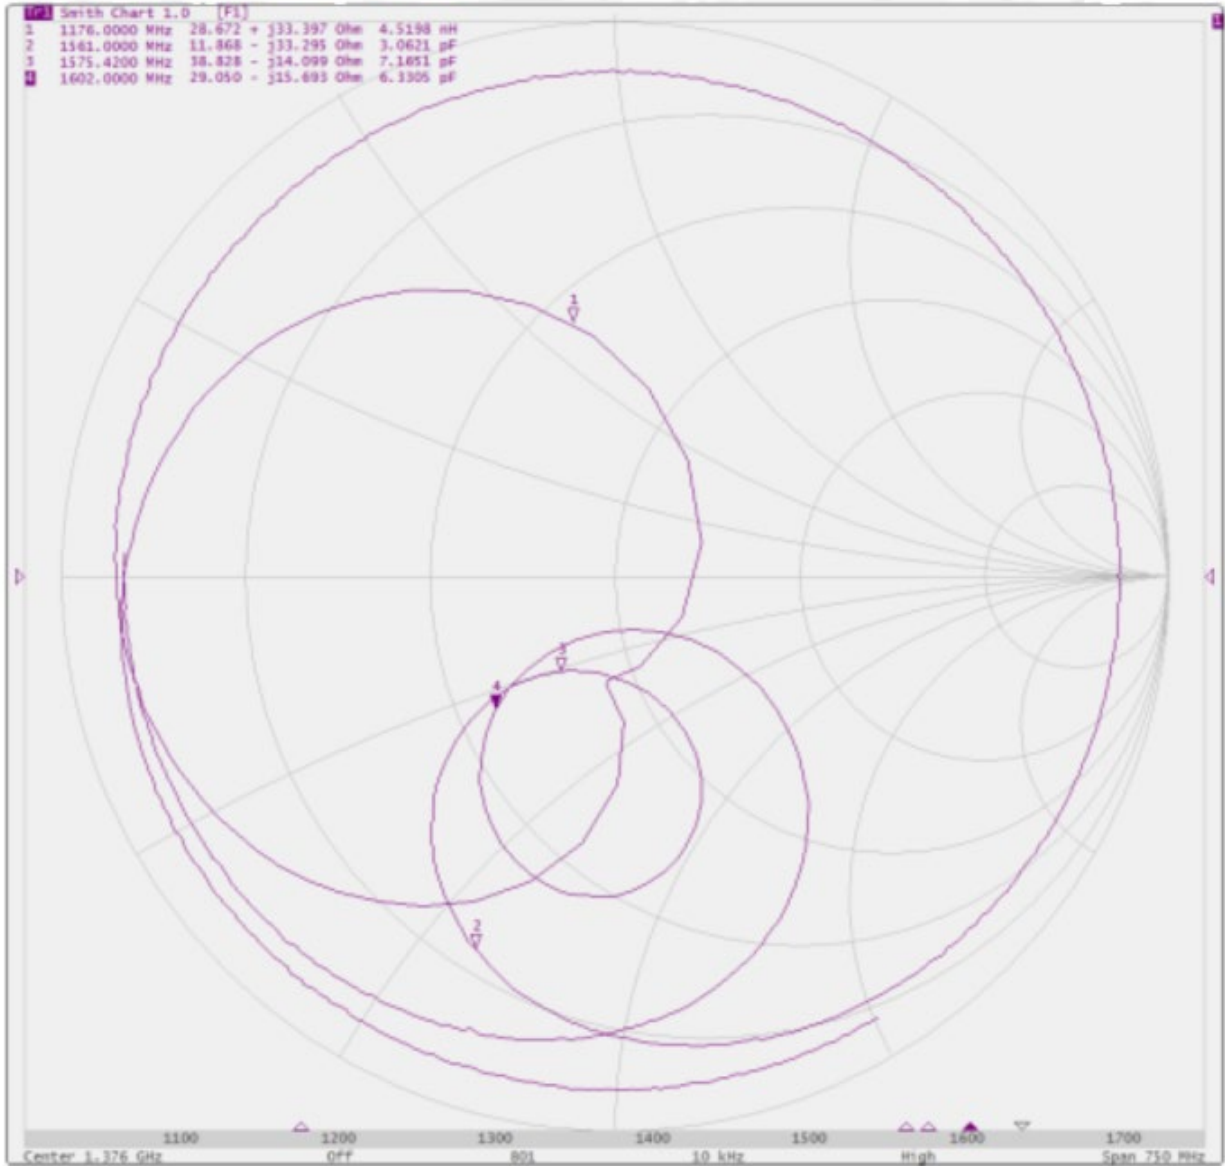 Tr1 Smith Chart 1.0 [F1]
1 1176.0000 MHz 28.672 + j33.397 Ohm 4.5198 nH
2 1561.0000 MHz 11.868 - j33.295 Ohm 3.0621 pF
3 1575.4200 MHz 38.828 - j14.099 Ohm 7.1651 pF
4 1602.0000 MHz 29.050 - j15.693 Ohm 6.3305 pF
1
1
3
4
2
1100 1200 1300 1400 1500 1600 1700
Center 1.376 GHz Off 801 10 kHz High Span 750 MHz